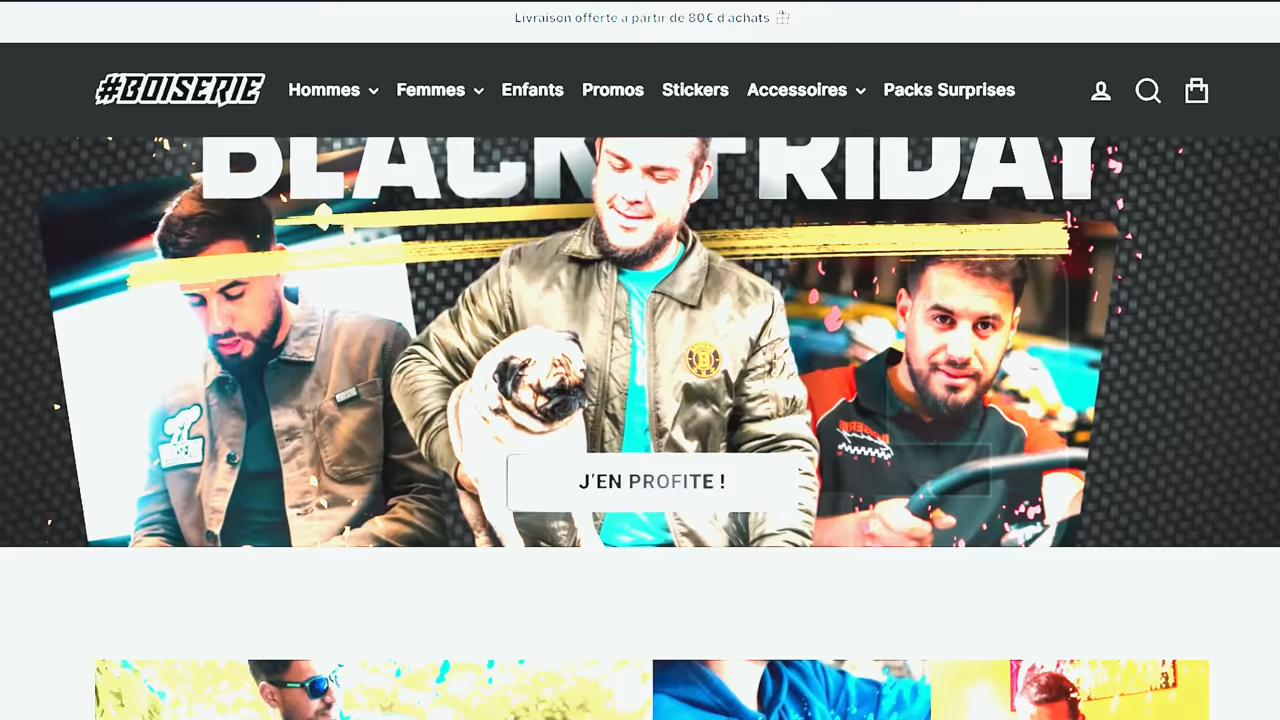 Livraison offerte a partir de 80€ d'achats
#BOISERIE
Hommes
Femmes
Enfants
Promos
Stickers
Accessoires
Packs Surprises
BLACK FRIDAY
J'EN PROFITE !